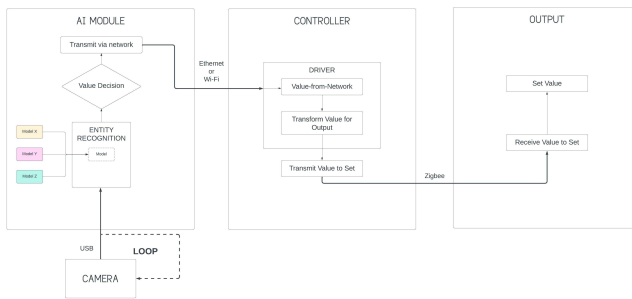 AI MODULE
Transmit via network
Value Decision
ENTITY
RECOGNITION
Model X
Model Y
Model Z
Model
USB
LOOP
CAMERA
Ethernet
or
Wi-Fi
CONTROLLER
DRIVER
Value-from-Network
Transform Value for
Output
Transmit Value to Set
Zigbee
OUTPUT
Set Value
Receive Value to Set